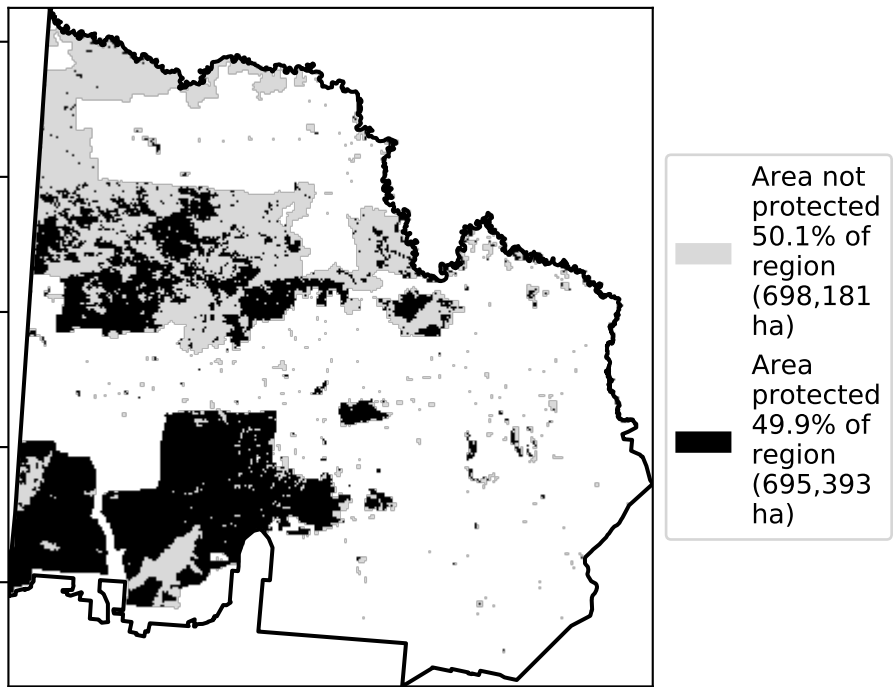 Area not
protected
50.1% of
region
(698,181
ha)
Area
protected
49.9% of
region
(695,393
ha)